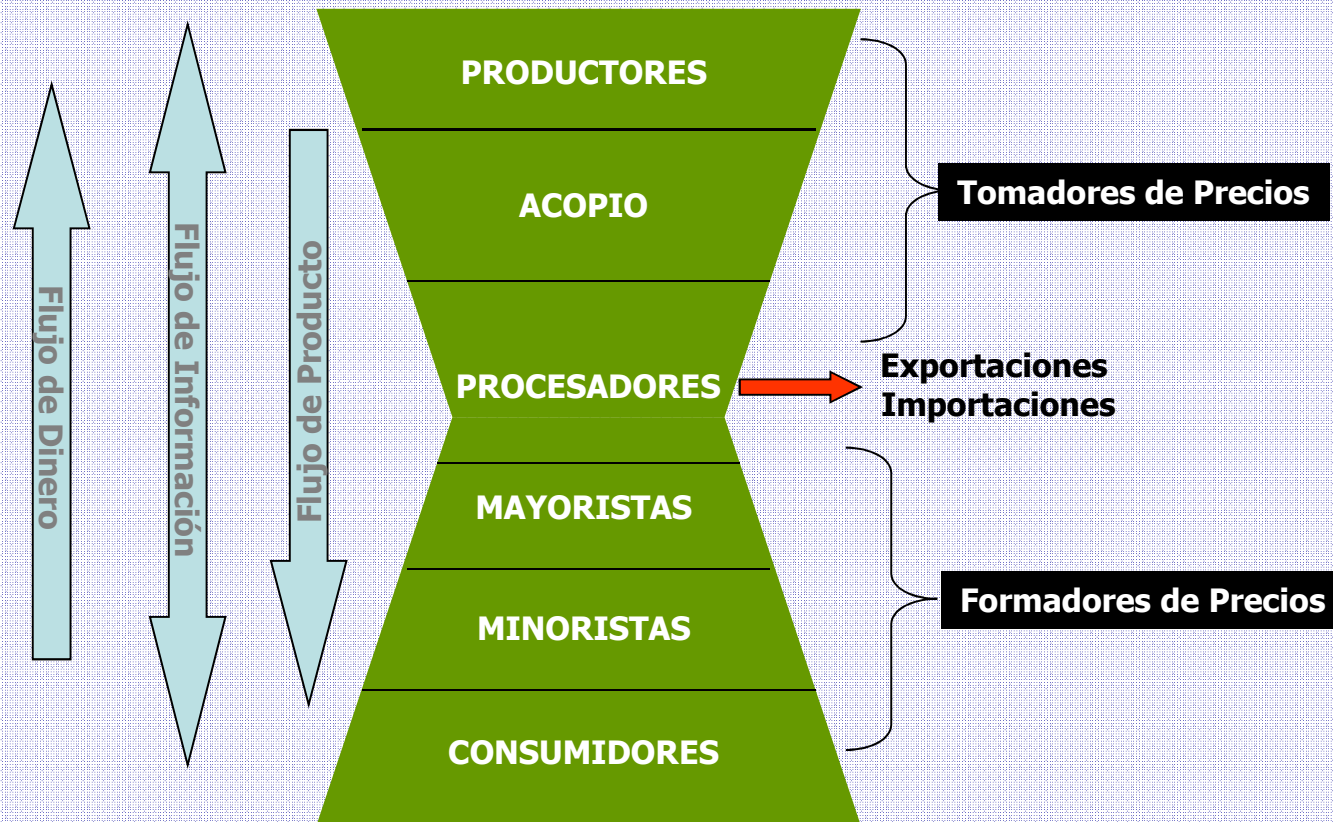 PRODUCTORES
ACOPIO
Tomadores de Precios
Flujo de Dinero
Flujo de Información
Flujo de Producto
PROCESADORES
Exportaciones
Importaciones
MAYORISTAS
Formadores de Precios
MINORISTAS
CONSUMIDORES